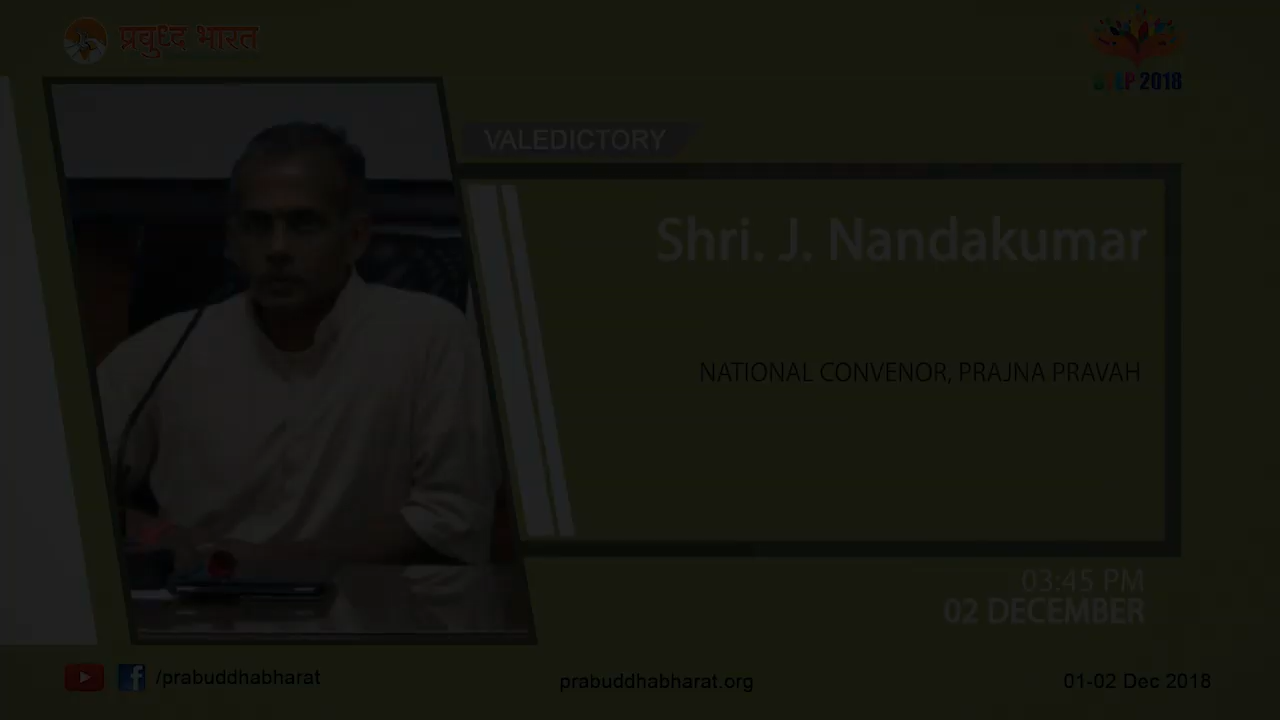 प्रबुध्द भारत
2018
VALEDICTORY
Shri. J. Nandakumar
NATIONAL CONVENOR, PRAJNA PRAVAH
03:45 PM
02 DECEMBER
/prabuddhabharat
prabuddhabharat.org
01-02 Dec 2018